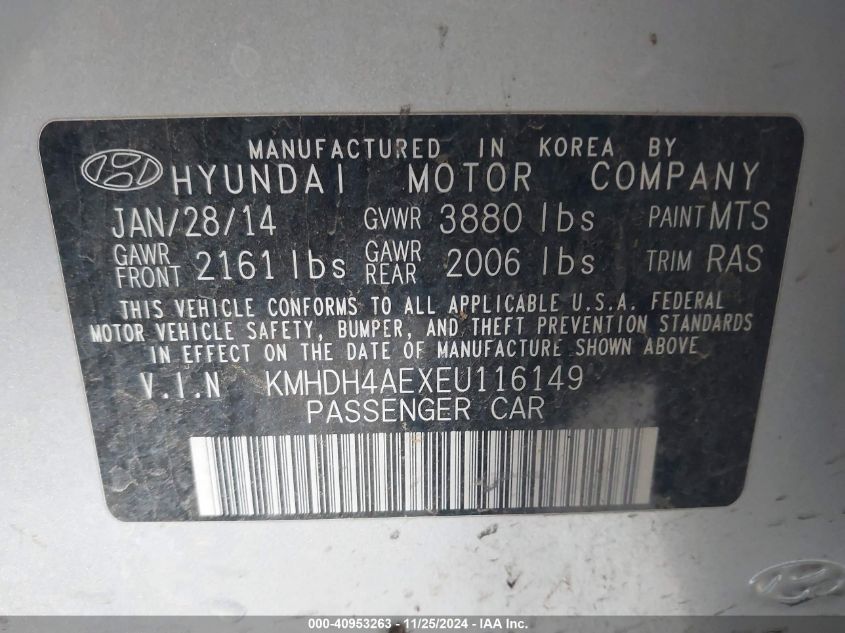 MANUFACTURED IN KOREA BY
HYUNDAI MOTOR COMPANY
JAN/28/14 GVWR 3880 lbs PAINT MTS
GAWR FRONT 2161 lbs GAWR REAR 2006 lbs TRIM RAS
THIS VEHICLE CONFORMS TO ALL APPLICABLE U.S.A. FEDERAL
MOTOR VEHICLE SAFETY, BUMPER, AND THEFT PREVENTION STANDARDS
IN EFFECT ON THE DATE OF MANUFACTURE SHOWN ABOVE.
V.I.N KMHDH4AEXEU116149
PASSENGER CAR
000-40953263 - 11/25/2024 - IAA Inc.